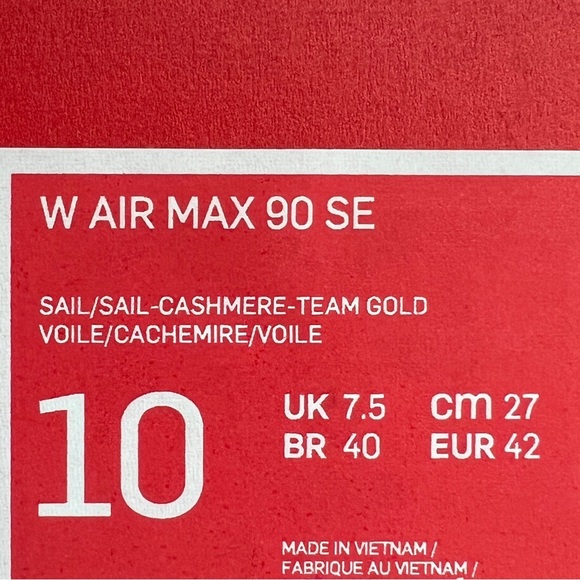 W AIR MAX 90 SE
SAIL/SAIL-CASHMERE-TEAM GOLD
VOILE/CACHEMIRE/VOILE
10
UK 7.5 cm 27
BR 40 EUR 42
MADE IN VIETNAM /
FABRIQUE AU VIETNAM /